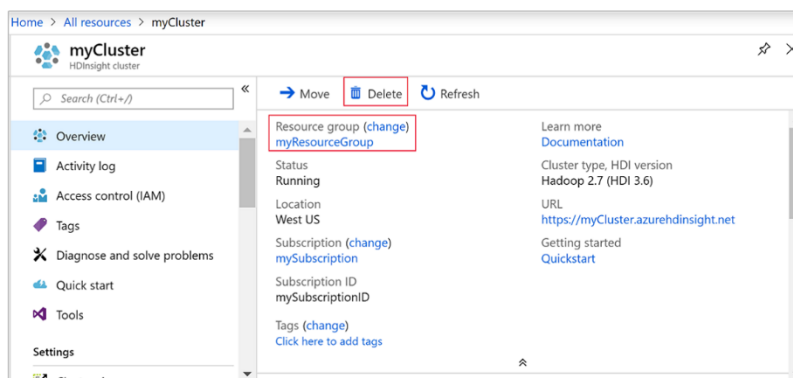 Home > All resources > myCluster
myCluster
HDInsight cluster
Search (Ctrl+/)
Overview
Activity log
Access control (IAM)
Tags
Diagnose and solve problems
Quick start
Tools
Settings
Move Delete Refresh
Resource group (change)
myResourceGroup
Status
Running
Location
West US
Subscription (change)
mySubscription
Subscription ID
mySubscriptionID
Tags (change)
Click here to add tags
Learn more
Documentation
Cluster type, HDI version
Hadoop 2.7 (HDI 3.6)
URL
https://myCluster.azurehdinsight.net
Getting started
Quickstart